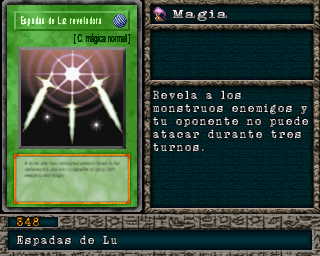 Espadas de Luz reveladora
[ C. mágica normal ]
Magia
Revela a los
monstruos enemigos y
tu oponente no puede
atacar durante tres
turnos.
348
Espadas de Lu